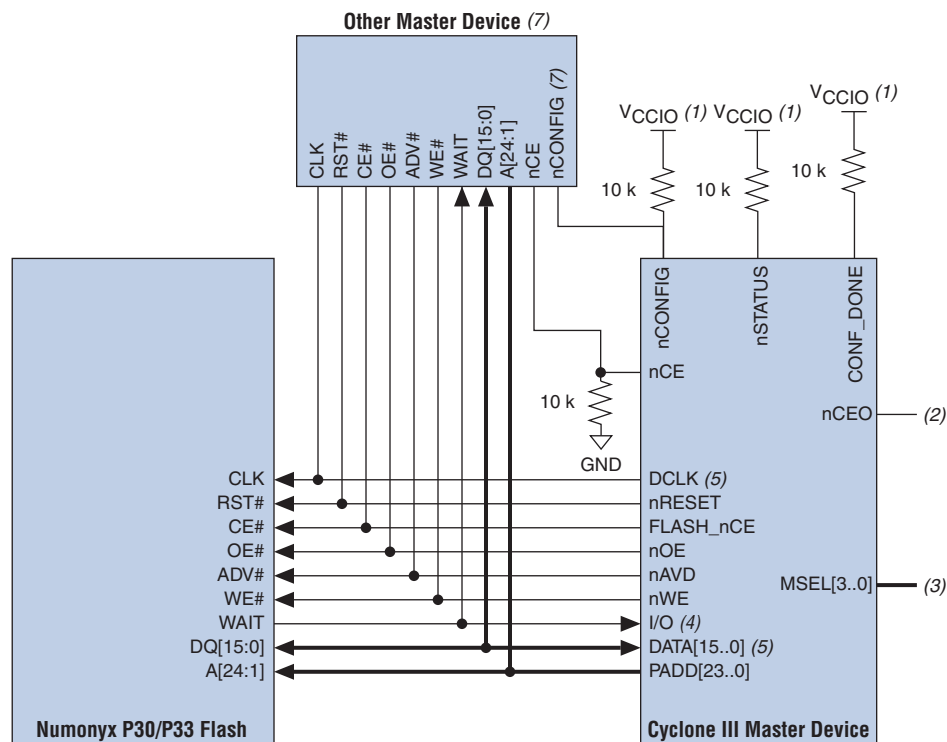 Other Master Device (7)
CLK
RST#
CE#
OE#
ADV#
WE#
WAIT
DQ[15:0]
A[24:1]
nCE
nCONFIG (7)
VCCIO (1)
VCCIO (1)
VCCIO (1)
10 k
10 k
10 k
nCONFIG
nSTATUS
CONF_DONE
nCE
10 k
GND
nCEO
(2)
CLK
DCLK (5)
RST#
nRESET
CE#
FLASH_nCE
OE#
nOE
ADV#
nAVD
MSEL[3..0]
(3)
WE#
nWE
WAIT
I/O (4)
DQ[15:0]
DATA[15..0] (5)
A[24:1]
PADD[23..0]
Numonyx P30/P33 Flash
Cyclone III Master Device